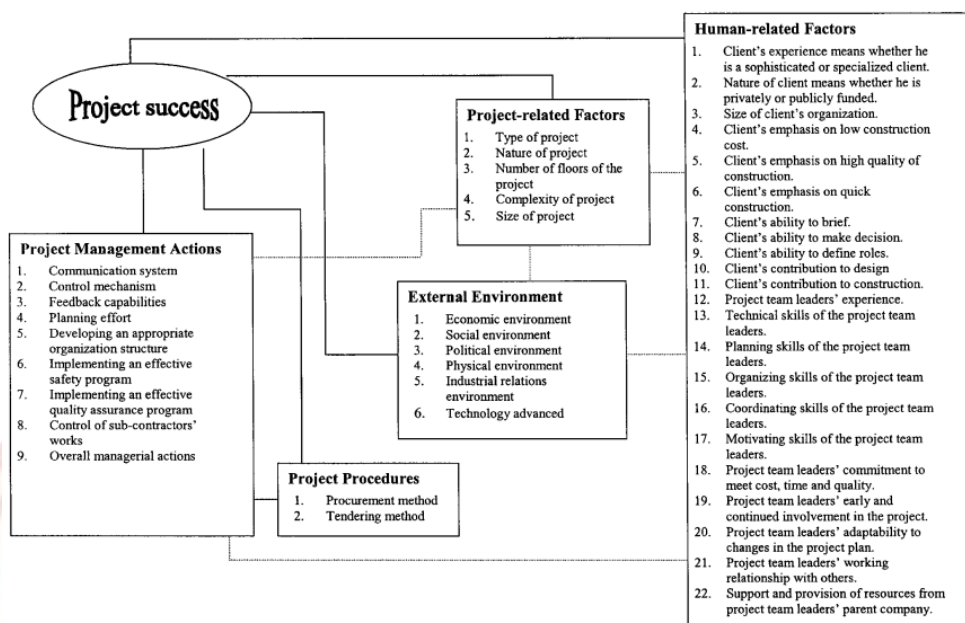 Project success
Project Management Actions
1. Communication system
2. Control mechanism
3. Feedback capabilities
4. Planning effort
5. Developing an appropriate
organization structure
6. Implementing an effective
safety program
7. Implementing an effective
quality assurance program
8. Control of sub-contractors'
works
9. Overall managerial actions
Project Procedures
1. Procurement method
2. Tendering method
Project-related Factors
1. Type of project
2. Nature of project
3. Number of floors of the
project
4. Complexity of project
5. Size of project
External Environment
1. Economic environment
2. Social environment
3. Political environment
4. Physical environment
5. Industrial relations
environment
6. Technology advanced
Human-related Factors
1. Client's experience means whether he
is a sophisticated or specialized client.
2. Nature of client means whether he is
privately or publicly funded.
3. Size of client's organization.
4. Client's emphasis on low construction
cost.
5. Client's emphasis on high quality of
construction.
6. Client's emphasis on quick
construction.
7. Client's ability to brief.
8. Client's ability to make decision.
9. Client's ability to define roles.
10. Client's contribution to design
11. Client's contribution to construction.
12. Project team leaders' experience.
13. Technical skills of the project team
leaders.
14. Planning skills of the project team
leaders.
15. Organizing skills of the project team
leaders.
16. Coordinating skills of the project team
leaders.
17. Motivating skills of the project team
leaders.
18. Project team leaders' commitment to
meet cost, time and quality.
19. Project team leaders' early and
continued involvement in the project.
20. Project team leaders' adaptability to
changes in the project plan.
21. Project team leaders' working
relationship with others.
22. Support and provision of resources from
project team leaders' parent company.